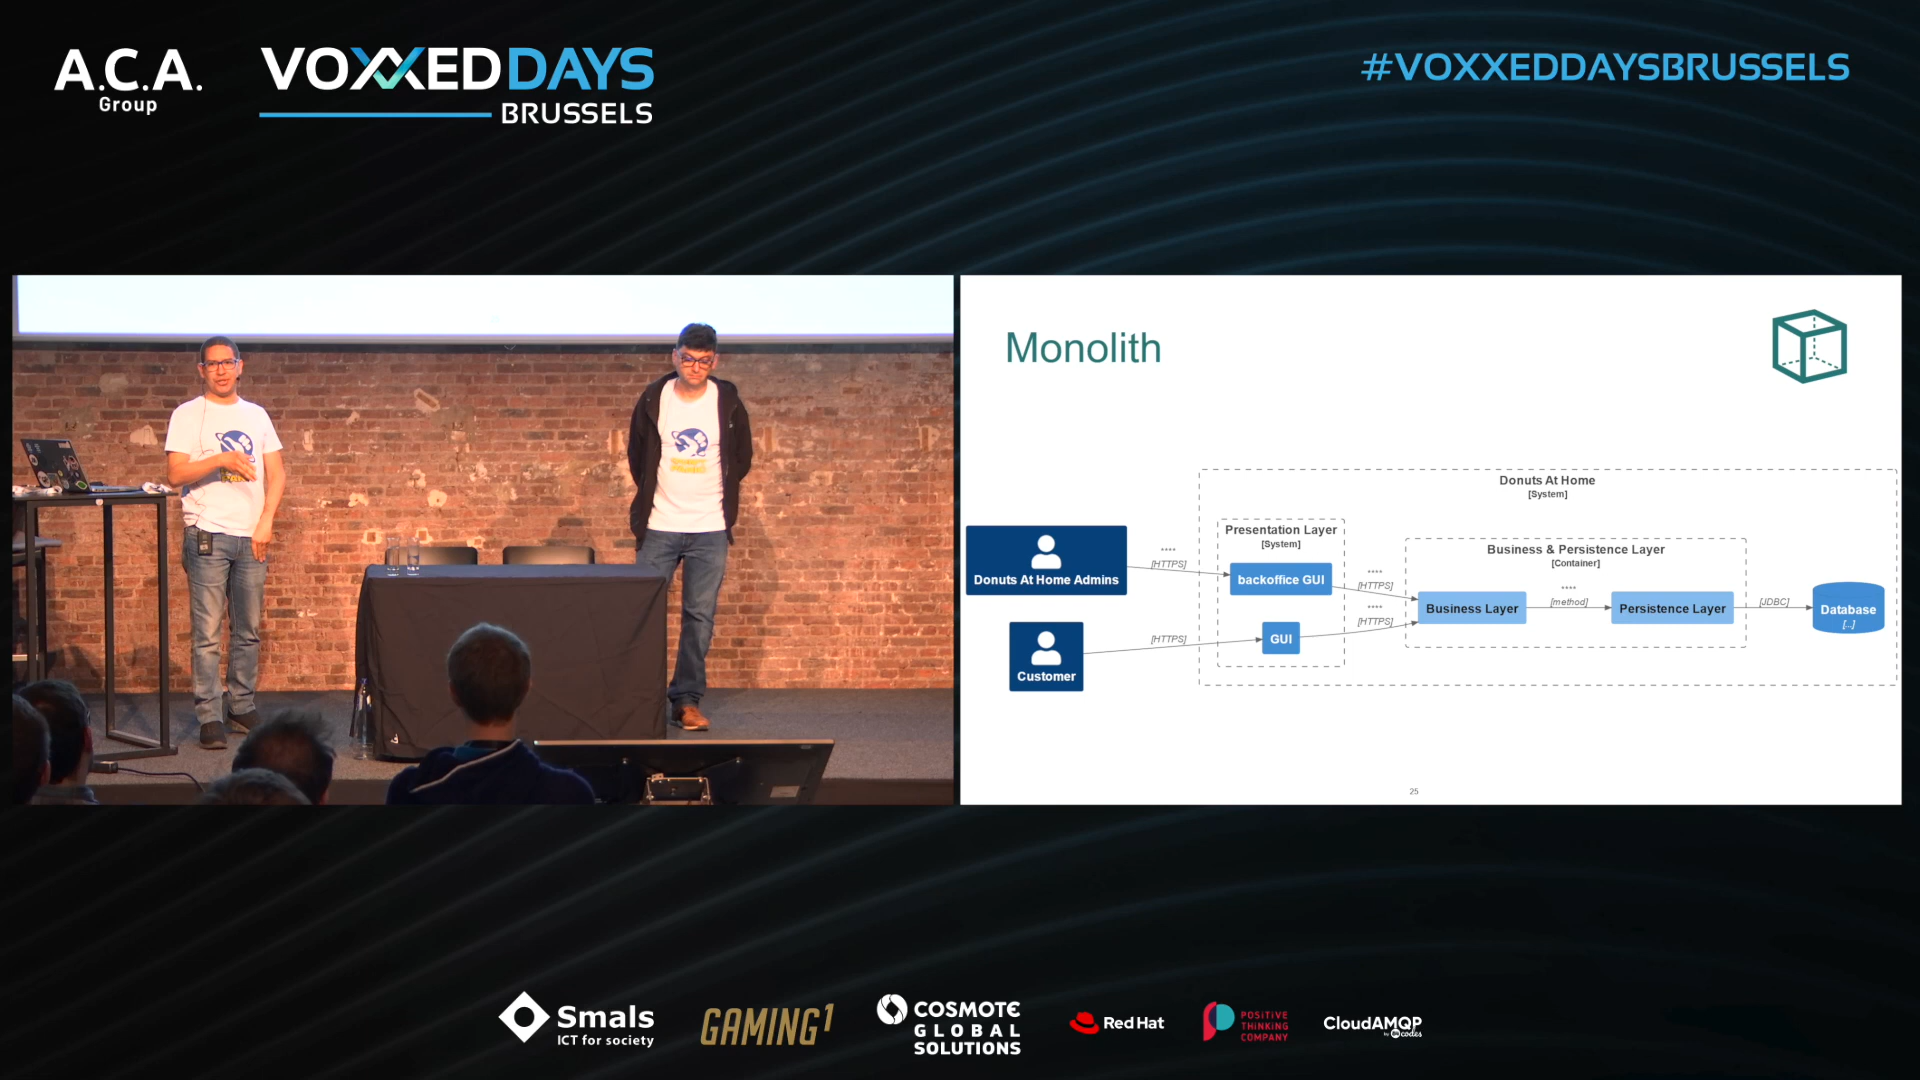 A.C.A.
Group
VOXXEDDAYS
BRUSSELS
#VOXXEDDAYSBRUSSELS
Monolith
Donuts At Home
[System]
Presentation Layer
[System]
Business & Persistence Layer
[Container]
Donuts At Home Admins
****
[HTTPS]
backoffice GUI
****
[HTTPS]
****
[HTTPS]
Business Layer
****
[method]
Persistence Layer
[JDBC]
Database
[...]
Customer
[HTTPS]
GUI
25
Smals
ICT for society
GAMING1
COSMOTE
GLOBAL
SOLUTIONS
Red Hat
POSITIVE
THINKING
COMPANY
CloudAMQP
by 84codes